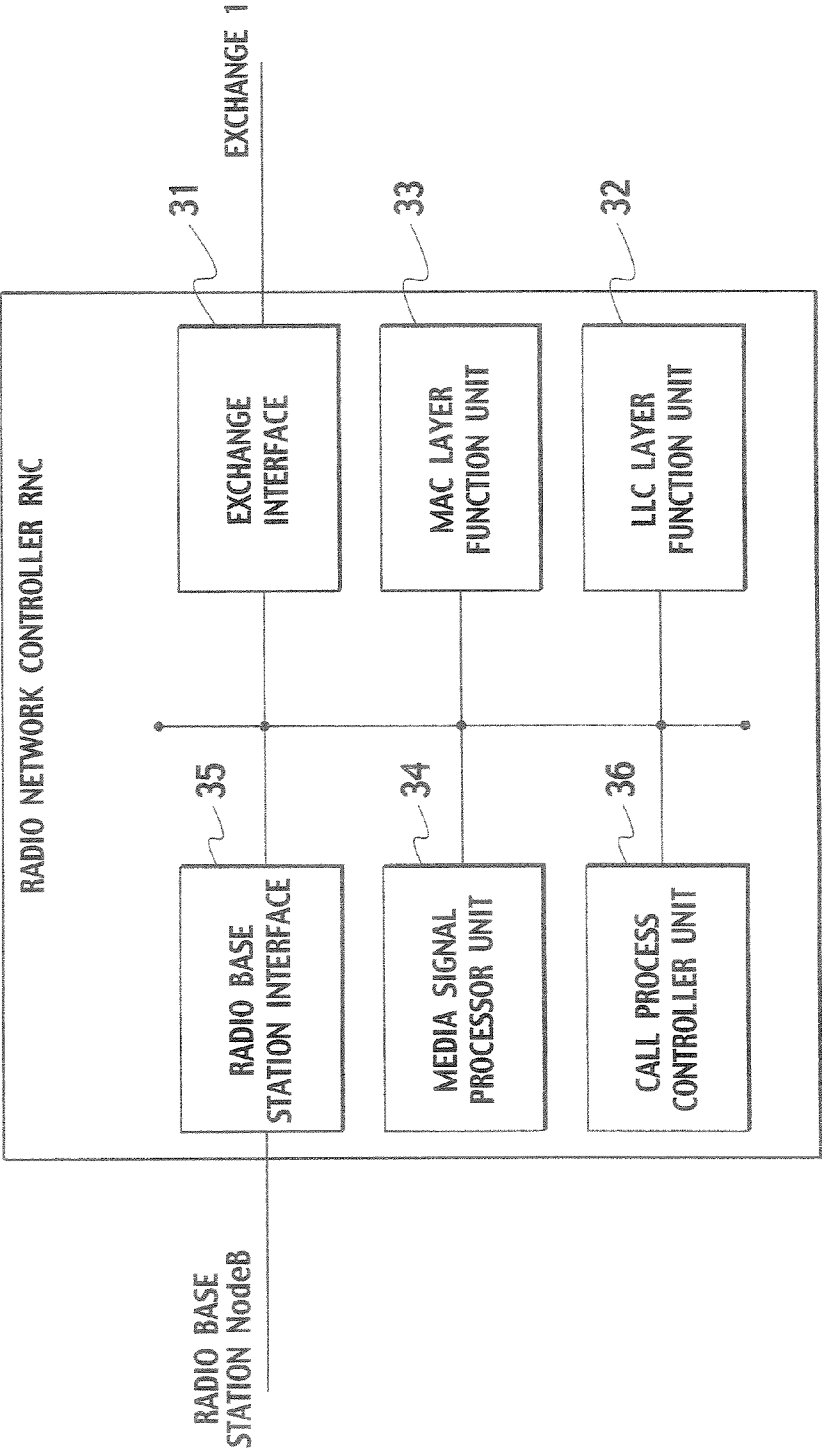 RADIO NETWORK CONTROLLER RNC
RADIO BASE
STATION NodeB
35
RADIO BASE
STATION INTERFACE
31
EXCHANGE
INTERFACE
EXCHANGE 1
34
MEDIA SIGNAL
PROCESSOR UNIT
33
MAC LAYER
FUNCTION UNIT
36
CALL PROCESS
CONTROLLER UNIT
32
LLC LAYER
FUNCTION UNIT